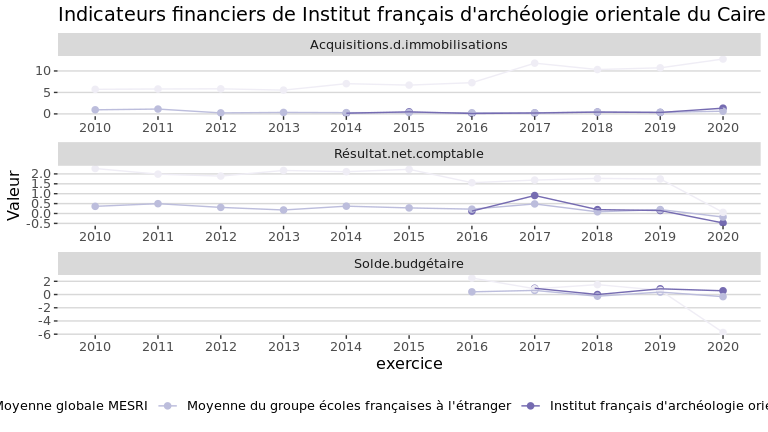 Indicateurs financiers de Institut français d'archéologie orientale du Caire
Acquisitions.d.immobilisations
10
5
0
2010 2011 2012 2013 2014 2015 2016 2017 2018 2019 2020
Résultat.net.comptable
2.0
1.5
1.0
0.5
0.0
-0.5
2010 2011 2012 2013 2014 2015 2016 2017 2018 2019 2020
Valeur
Solde.budgétaire
2
0
-2
-4
-6
2010 2011 2012 2013 2014 2015 2016 2017 2018 2019 2020
exercice
Moyenne globale MESRI Moyenne du groupe écoles françaises à l'étranger Institut français d'archéologie orie